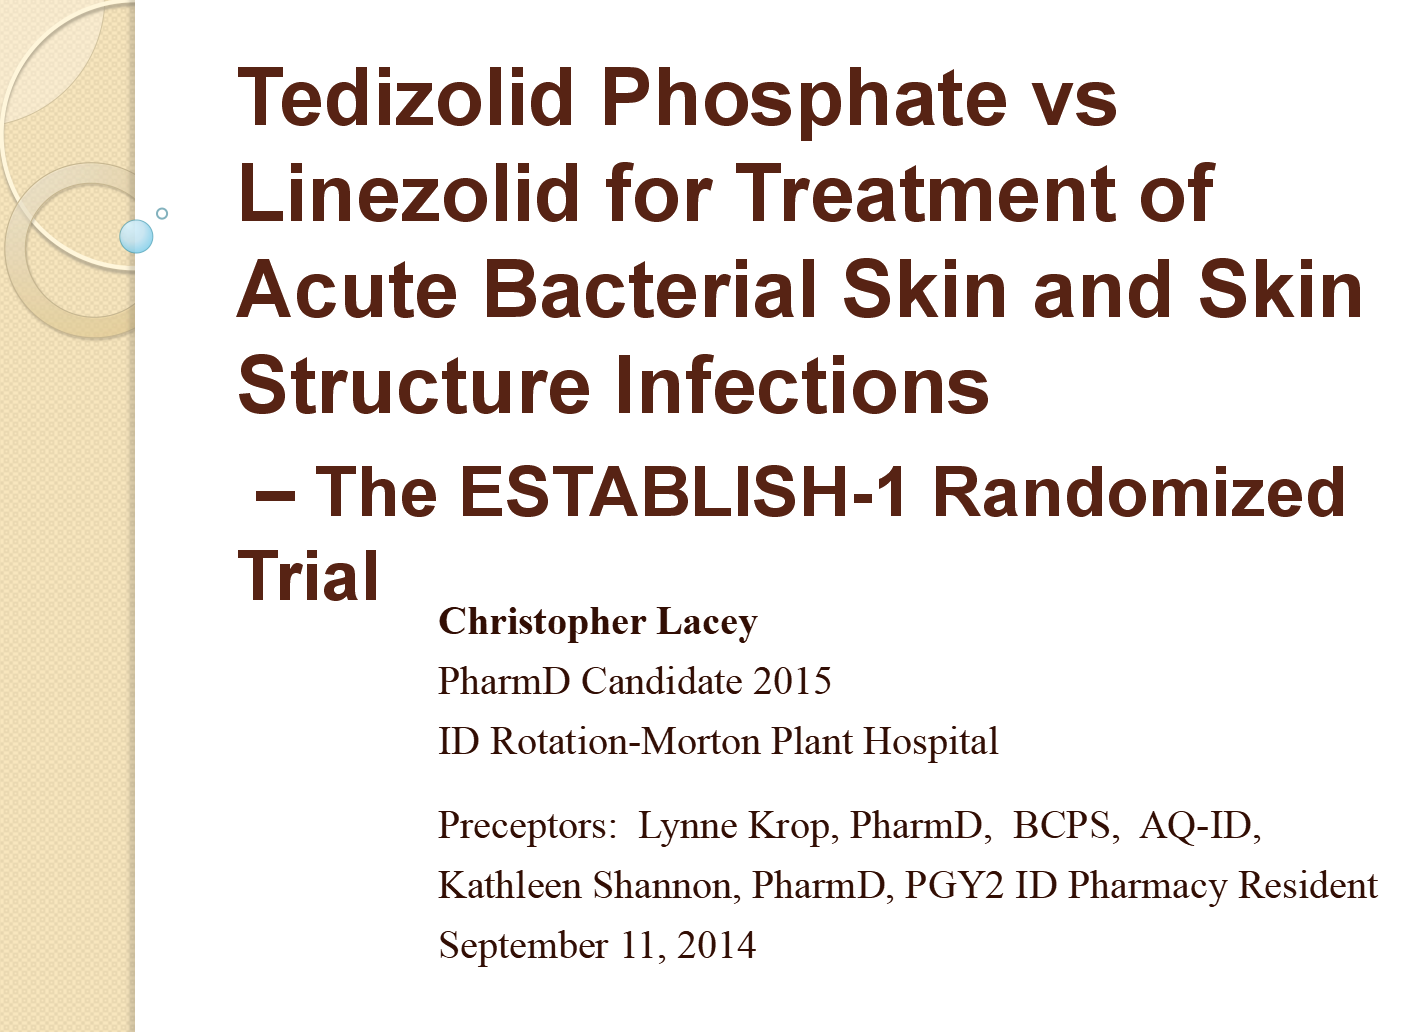 Tedizolid Phosphate vs
Linezolid for Treatment of
Acute Bacterial Skin and Skin
Structure Infections
– The ESTABLISH-1 Randomized
Trial
Christopher Lacey
PharmD Candidate 2015
ID Rotation-Morton Plant Hospital
Preceptors:  Lynne Krop, PharmD,  BCPS,  AQ-ID,
Kathleen Shannon, PharmD, PGY2 ID Pharmacy Resident
September 11, 2014